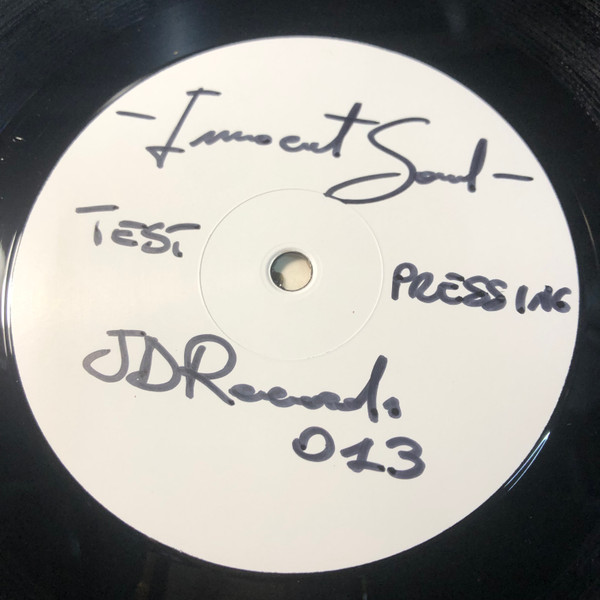 -Innocent Soul-
TEST PRESSING
JDRecords
013